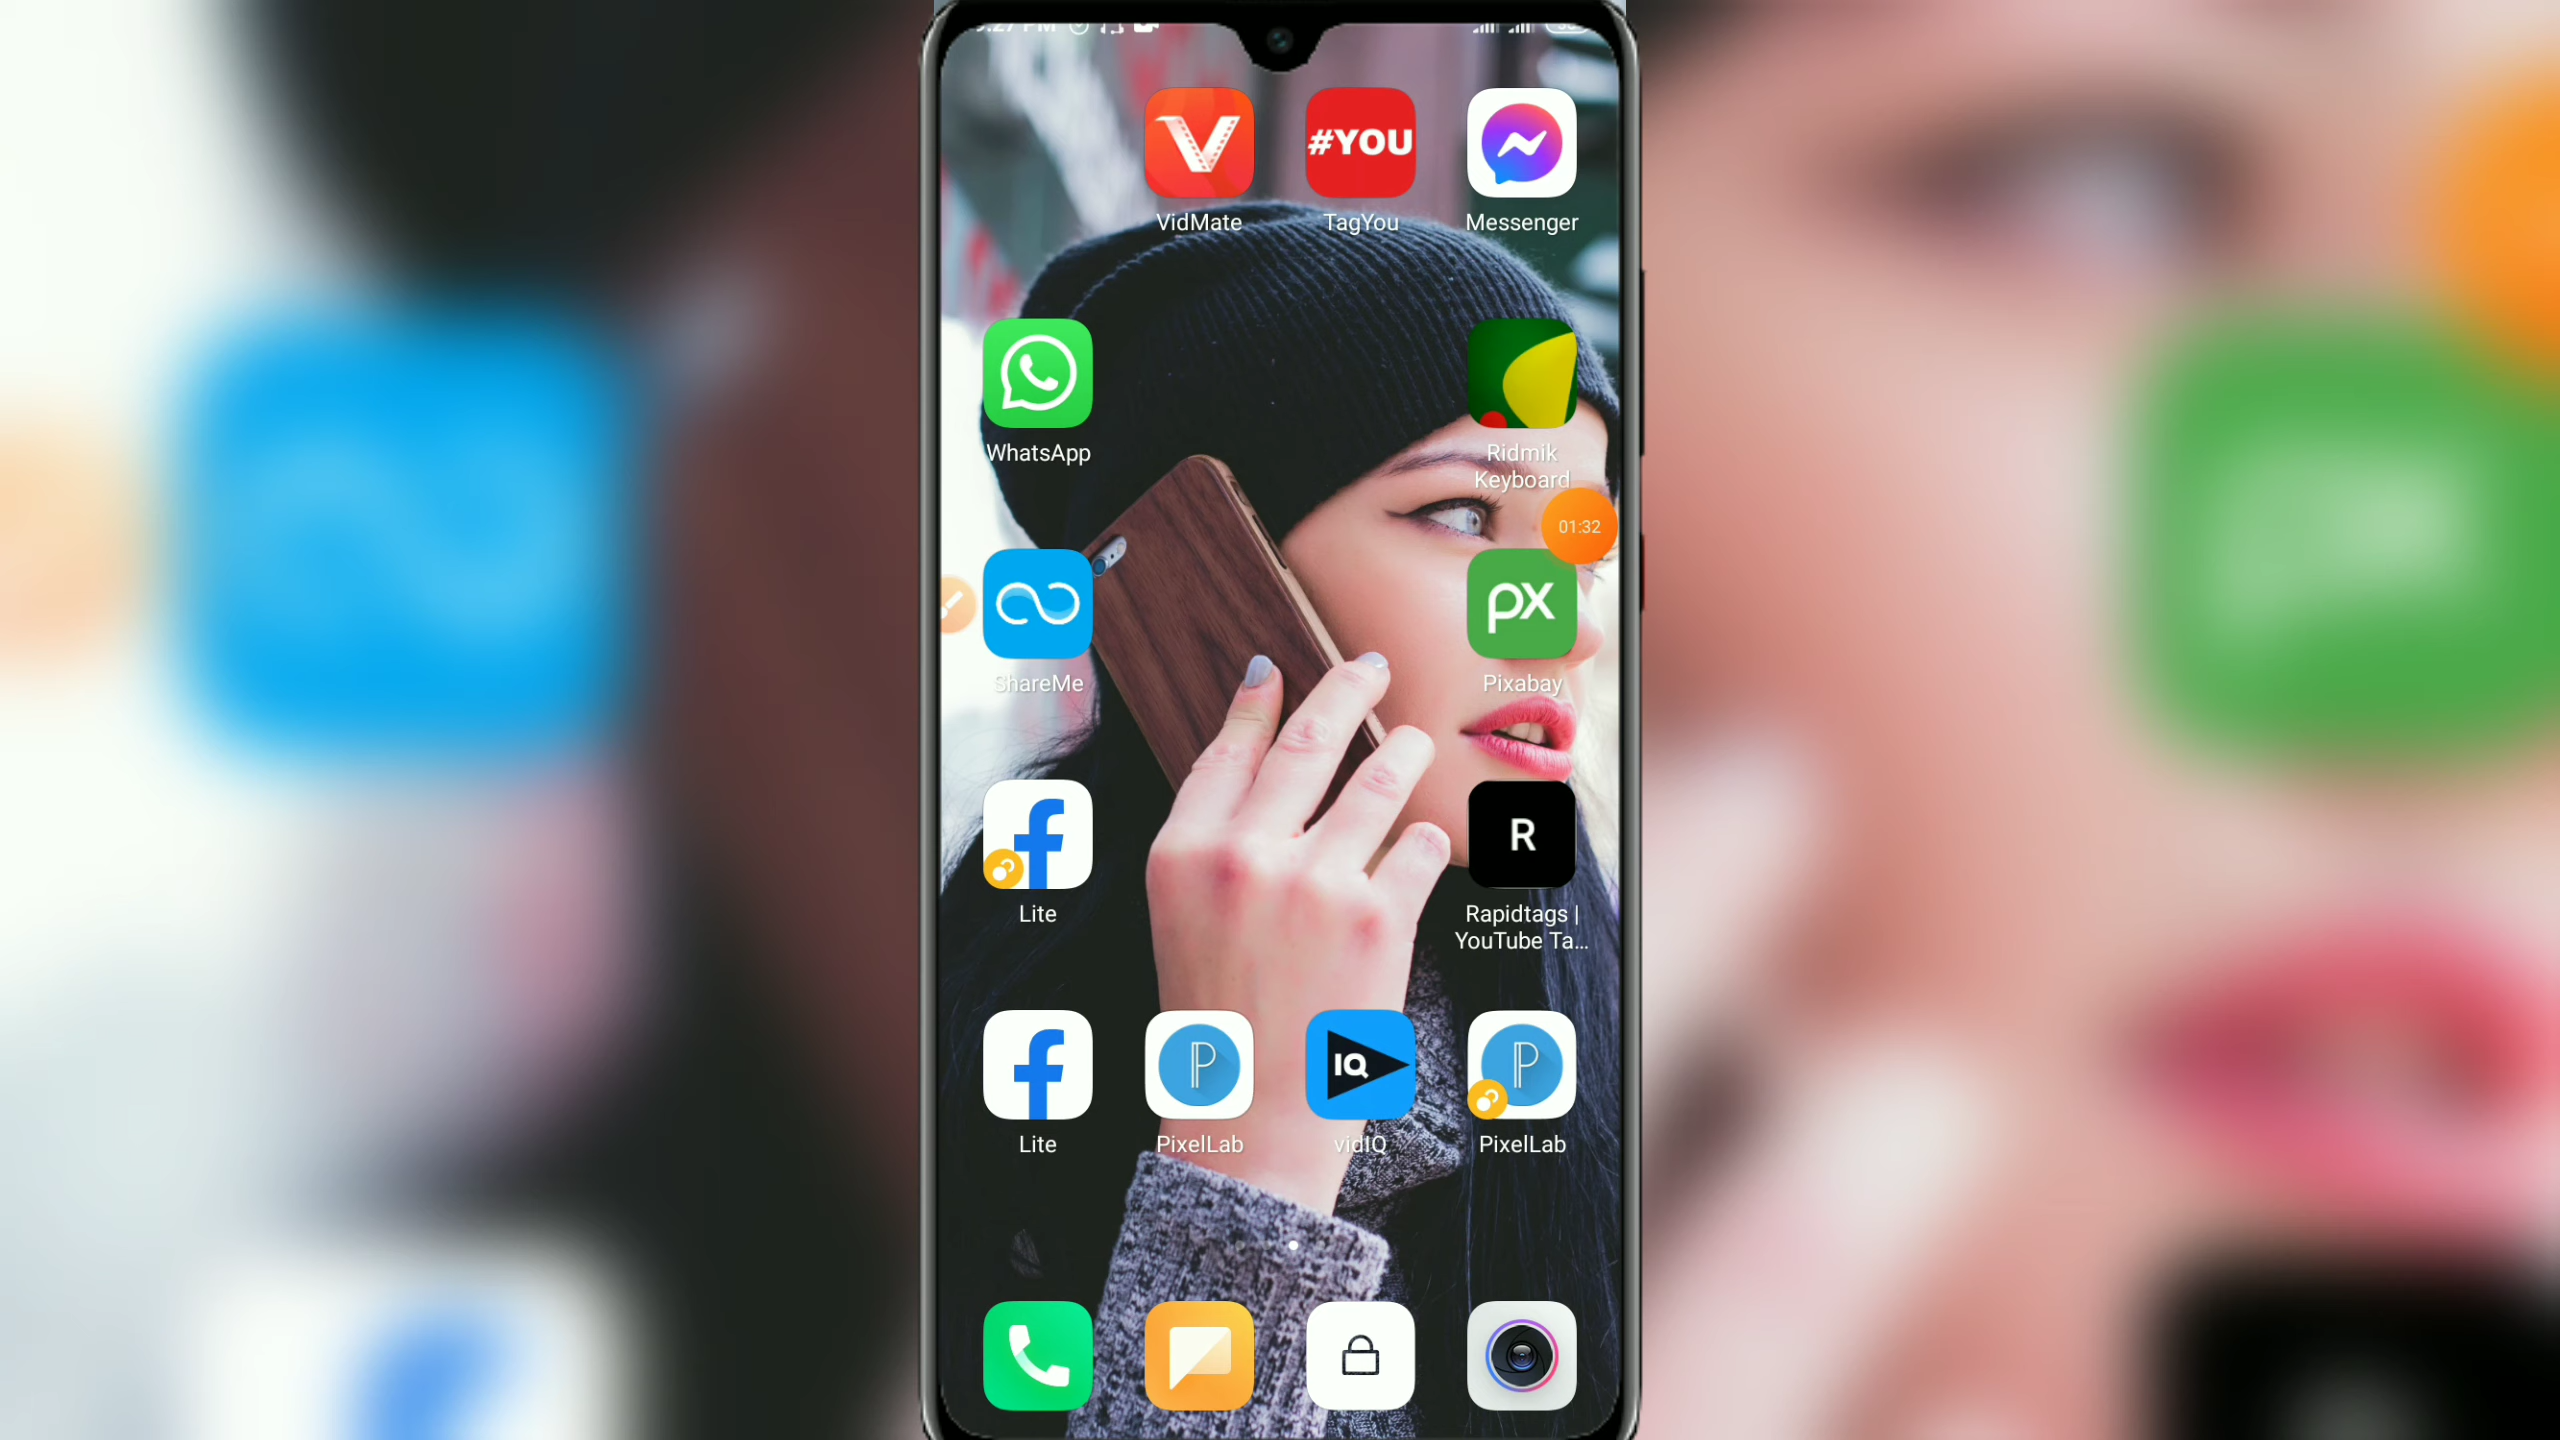 VidMate
#YOU
TagYou
Messenger
WhatsApp
Ridmik
Keyboard
01:32
ShareMe
px
Pixabay
Lite
R
Rapidtags |
YouTube Ta...
Lite
P
PixelLab
IQ
vidIQ
P
PixelLab